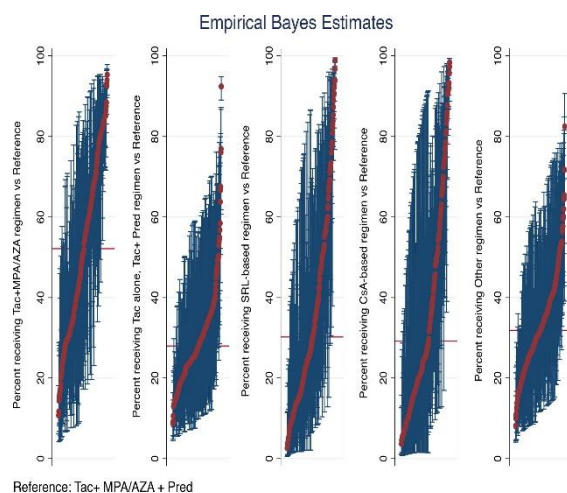 Empirical Bayes Estimates
Percent receiving Tac+MPA/AZA regimen vs Reference
0 20 40 60 80 100
Percent receiving Tac alone, Tac+ Pred regimen vs Reference
0 20 40 60 80 100
Percent receiving SRL-based regimen vs Reference
0 20 40 60 80 100
Percent receiving CsA-based regimen vs Reference
0 20 40 60 80 100
Percent receiving Other regimen vs Reference
0 20 40 60 80 100
Reference: Tac+ MPA/AZA + Pred